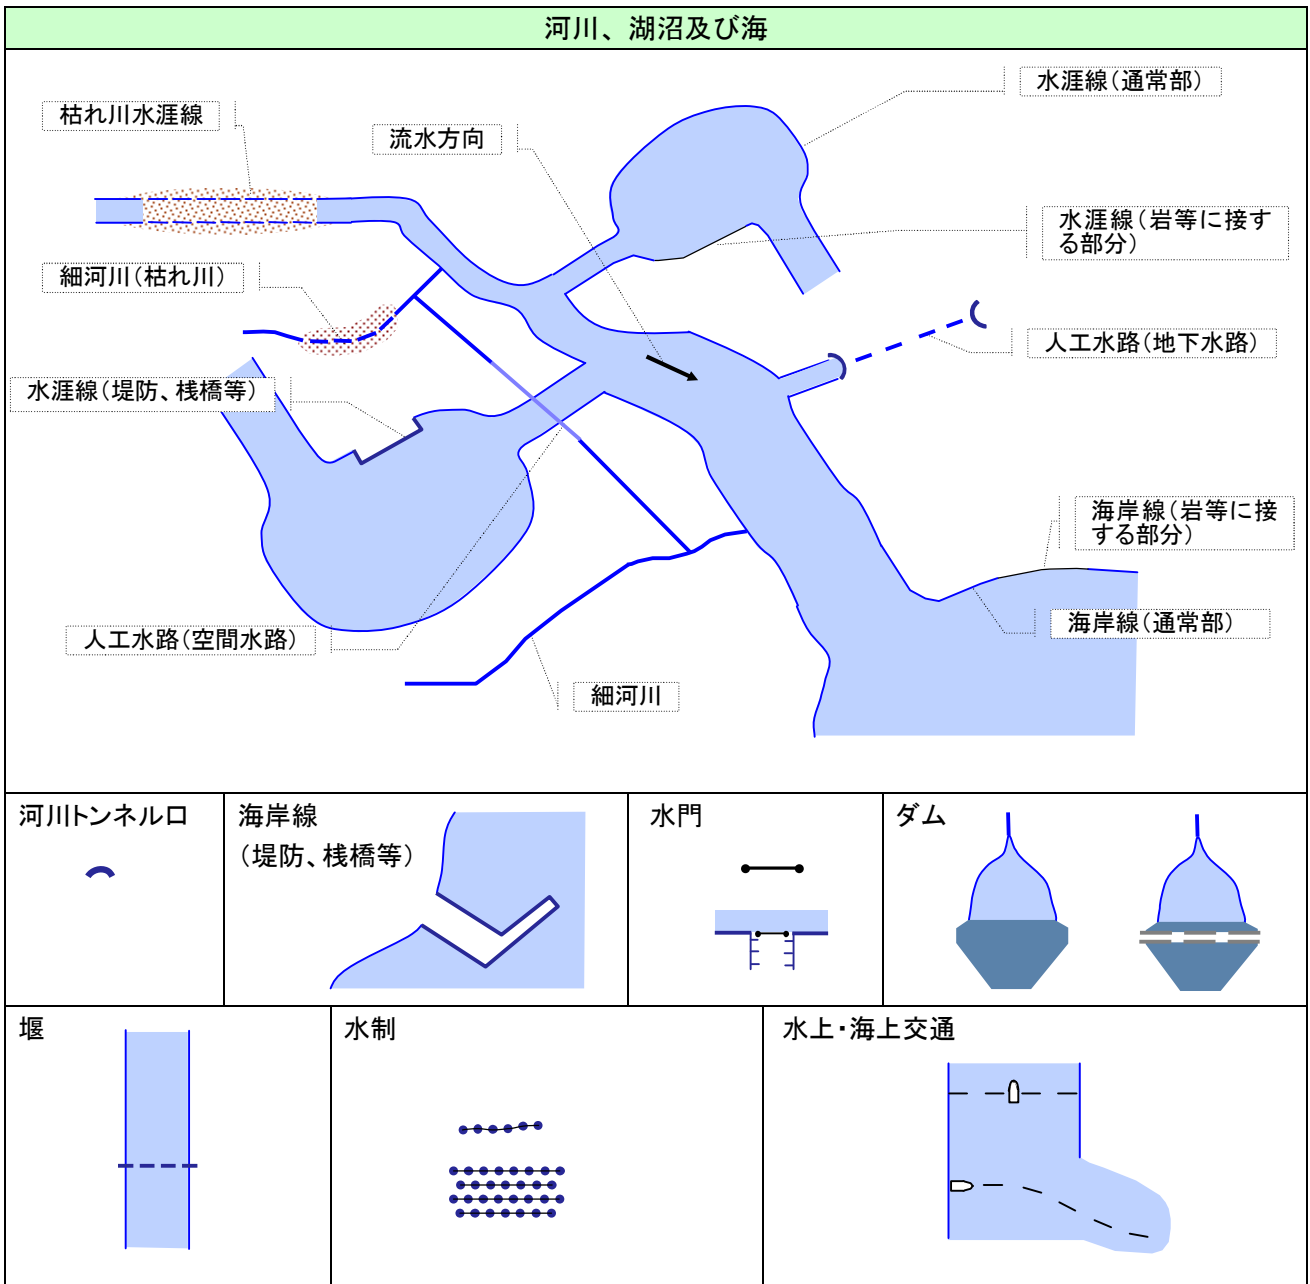 河川、湖沼及び海
水涯線（通常部）
枯れ川水涯線
流水方向
水涯線（岩等に接す
る部分）
細河川（枯れ川）
人工水路（地下水路）
水涯線（堤防、桟橋等）
海岸線（岩等に接
する部分）
海岸線（通常部）
人工水路（空間水路）
細河川
河川トンネル口
海岸線
（堤防、桟橋等）
水門
ダム
堰
水制
水上・海上交通